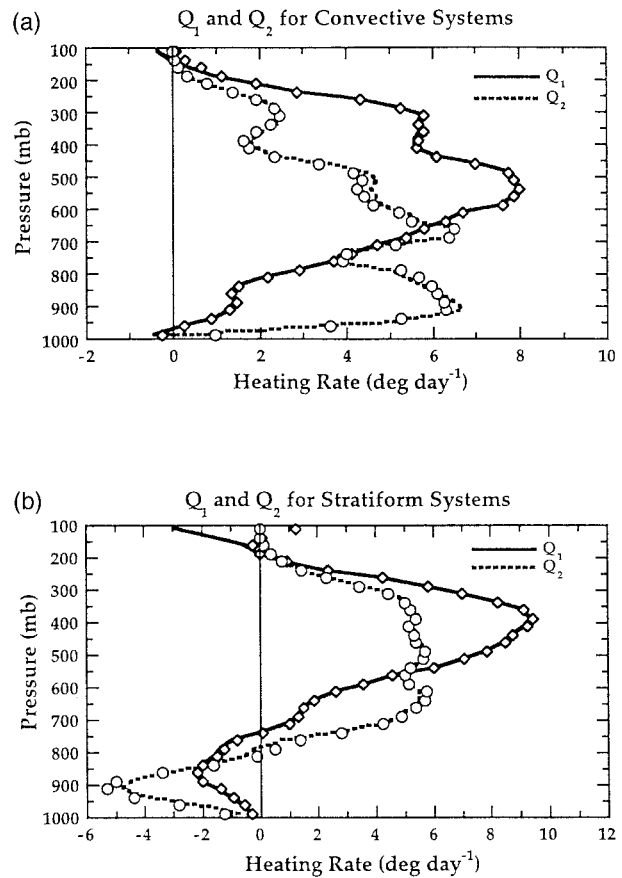 (a)
Q1 and Q2 for Convective Systems
100
200
300
400
500
600
700
800
900
1000
Pressure (mb)
Q1
Q2
-2 0 2 4 6 8 10
Heating Rate (deg day-1)
(b)
Q1 and Q2 for Stratiform Systems
100
200
300
400
500
600
700
800
900
1000
Pressure (mb)
Q1
Q2
-6 -4 -2 0 2 4 6 8 10 12
Heating Rate (deg day-1)